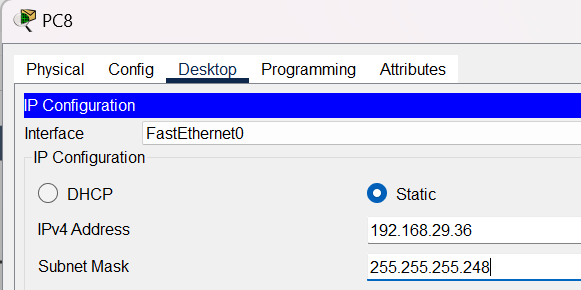 PC8
Physical Config Desktop Programming Attributes
IP Configuration
Interface FastEthernet0
IP Configuration
DHCP Static
IPv4 Address 192.168.29.36
Subnet Mask 255.255.255.248